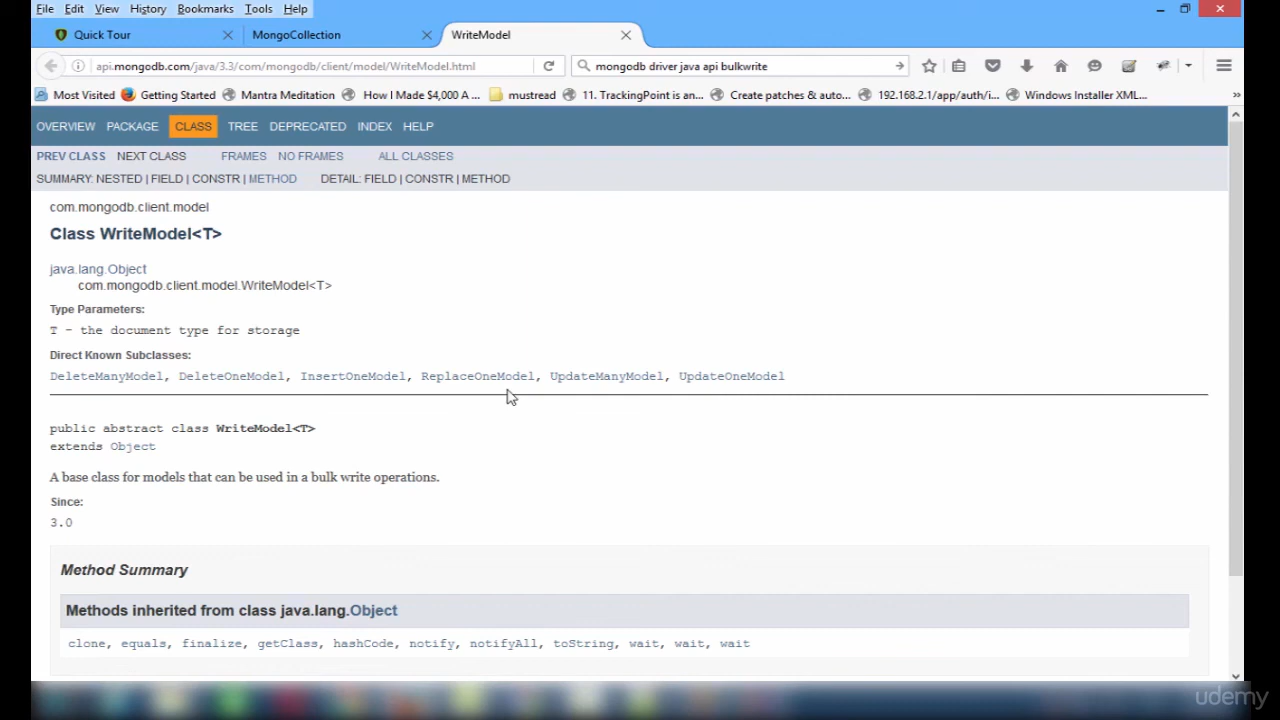 File Edit View History Bookmarks Tools Help
Quick Tour MongoCollection WriteModel
api.mongodb.com/java/3.3/com/mongodb/client/model/WriteModel.html mongodb driver java api bulkwrite
Most Visited Getting Started Mantra Meditation How I Made $4,000 A ... mustread 11. TrackingPoint is an... Create patches & auto... 192.168.2.1/app/auth/i... Windows Installer XML... »
OVERVIEW PACKAGE CLASS TREE DEPRECATED INDEX HELP
PREV CLASS NEXT CLASS FRAMES NO FRAMES ALL CLASSES
SUMMARY: NESTED | FIELD | CONSTR | METHOD DETAIL: FIELD | CONSTR | METHOD
com.mongodb.client.model
Class WriteModel<T>
java.lang.Object
com.mongodb.client.model.WriteModel<T>
Type Parameters:
T - the document type for storage
Direct Known Subclasses:
DeleteManyModel, DeleteOneModel, InsertOneModel, ReplaceOneModel, UpdateManyModel, UpdateOneModel
public abstract class WriteModel<T>
extends Object
A base class for models that can be used in a bulk write operations.
Since:
3.0
Method Summary
Methods inherited from class java.lang.Object
clone, equals, finalize, getClass, hashCode, notify, notifyAll, toString, wait, wait, wait
udemy